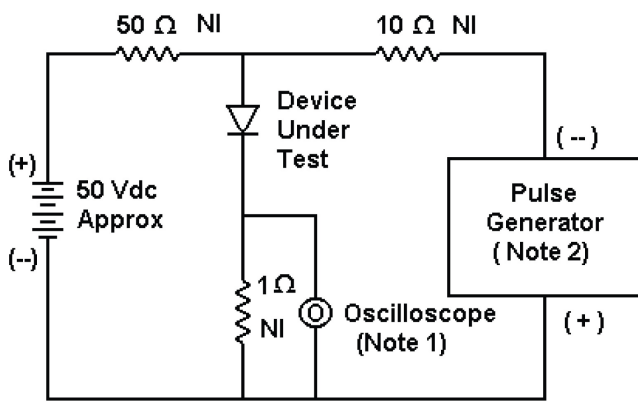 50 Ω NI
10 Ω NI
Device
Under
Test
(+)
50 Vdc
Approx
(--)
(--)
Pulse
Generator
( Note 2)
(+)
1Ω
NI
Oscilloscope
(Note 1)